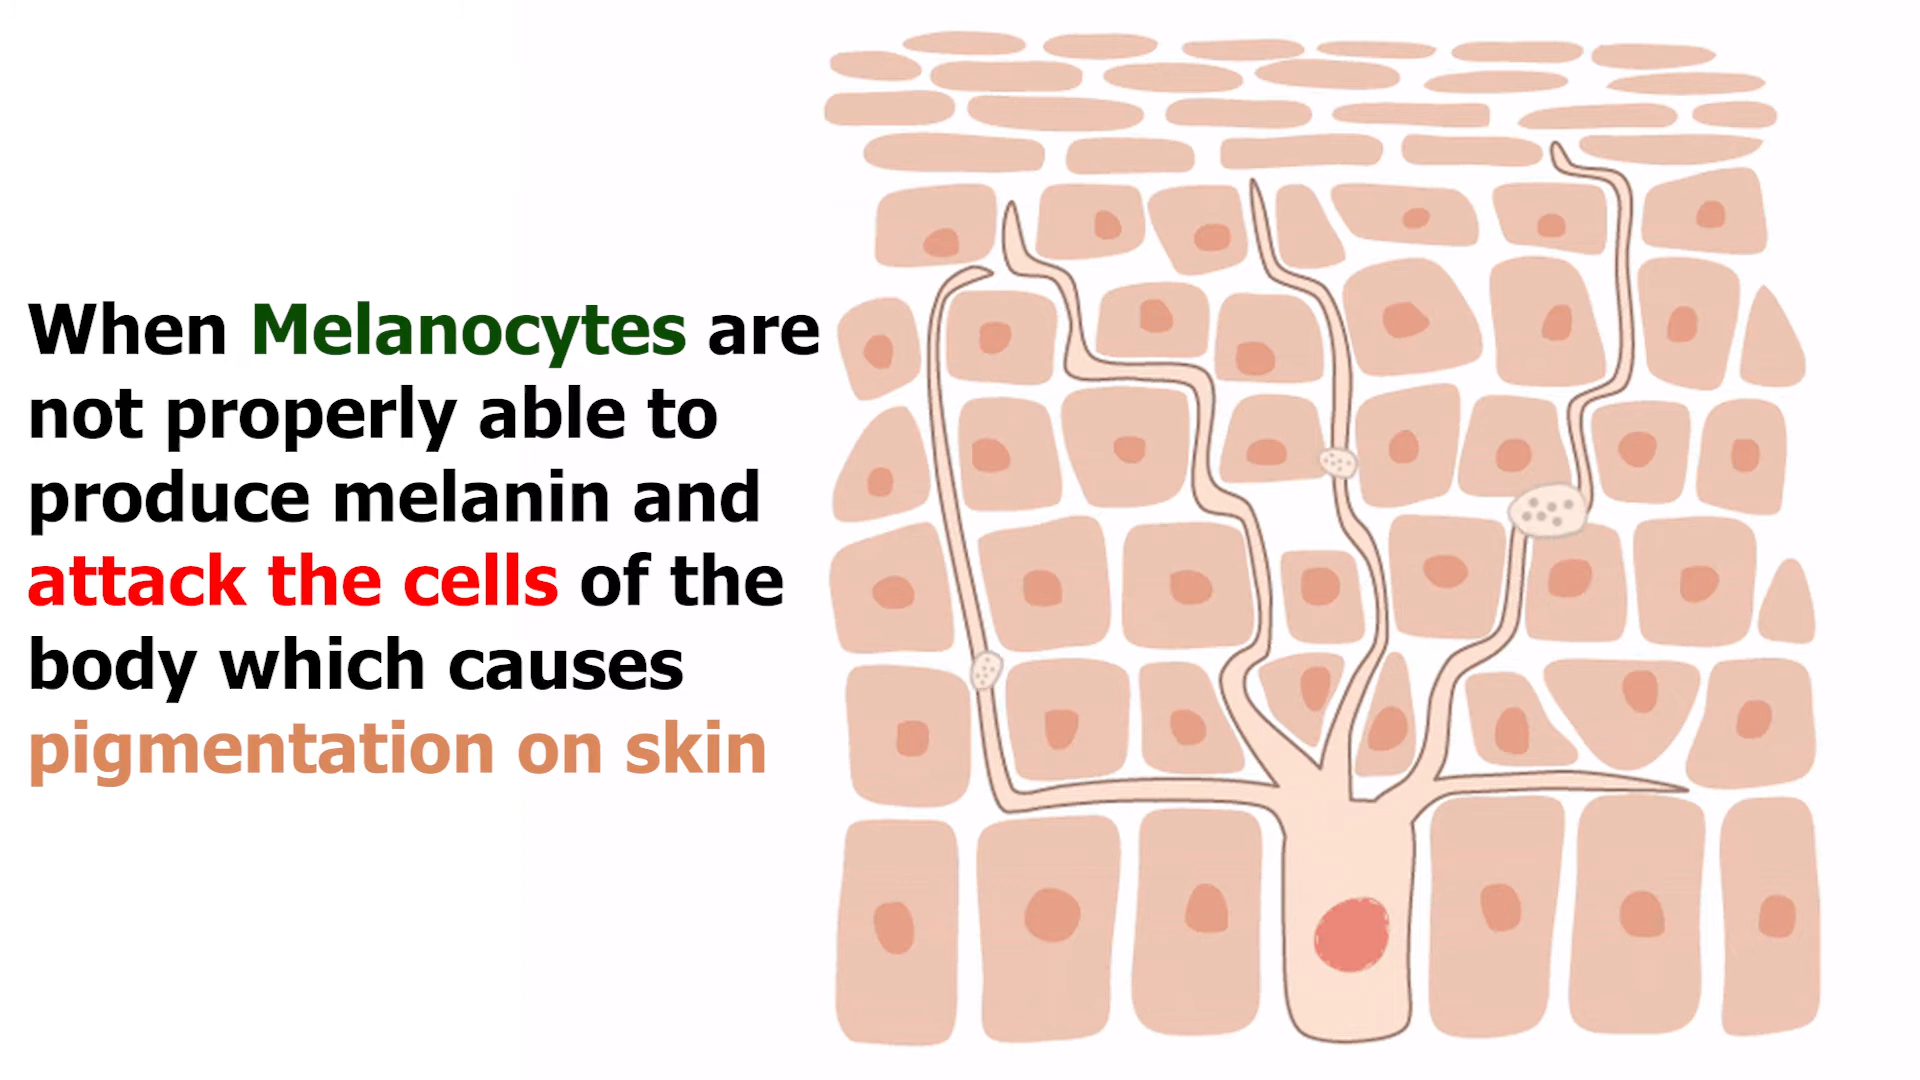 When Melanocytes are
not properly able to
produce melanin and
attack the cells of the
body which causes
pigmentation on skin